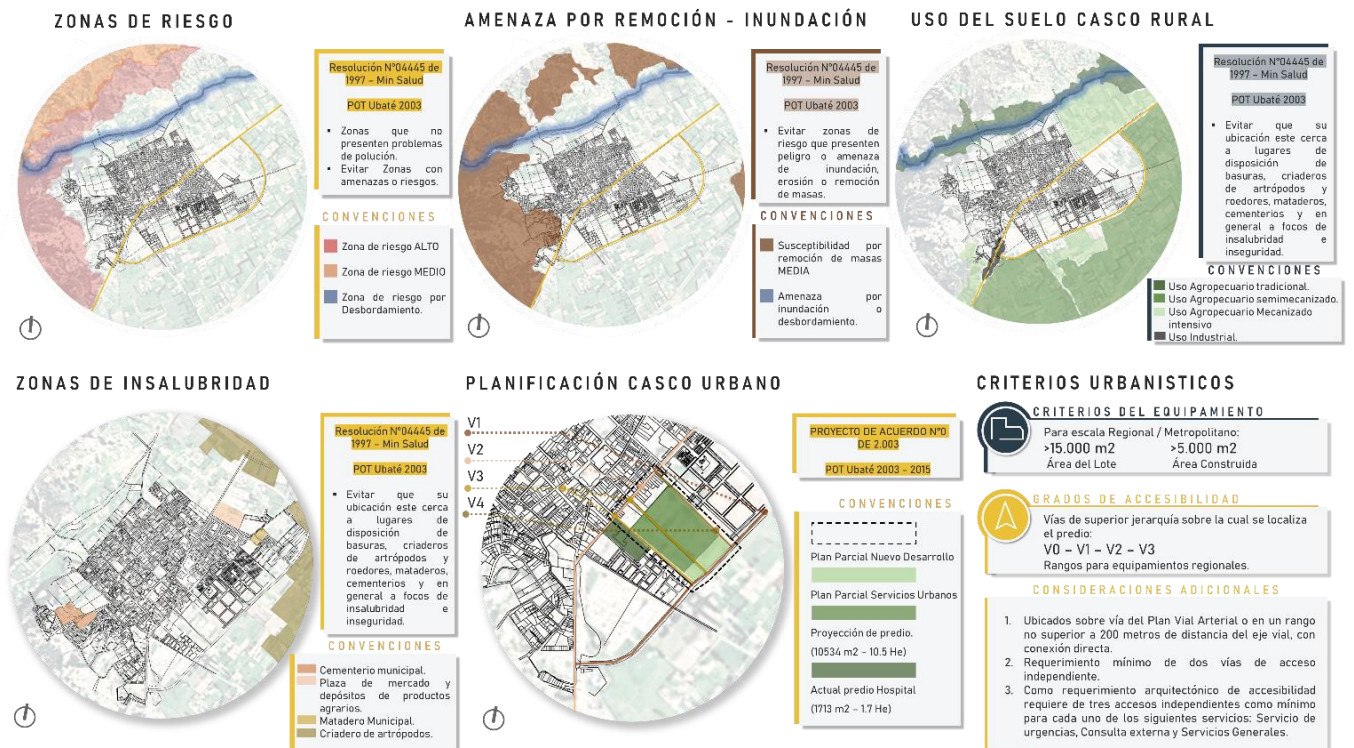 ZONAS DE RIESGO
Resolución N°04445 de
1997 – Min Salud
POT Ubaté 2003
▪ Zonas que no
presenten problemas
de polución.
▪ Evitar Zonas con
amenazas o riesgos.
CONVENCIONES
Zona de riesgo ALTO
Zona de riesgo MEDIO
Zona de riesgo por
Desbordamiento.
AMENAZA POR REMOCIÓN - INUNDACIÓN
Resolución N°04445 de
1997 – Min Salud
POT Ubaté 2003
▪ Evitar zonas de
riesgo que presenten
peligro o amenaza
de inundación,
erosión o remoción
de masas.
CONVENCIONES
Susceptibilidad por
remoción de masas
MEDIA
Amenaza por
inundación o
desbordamiento.
USO DEL SUELO CASCO RURAL
Resolución N°04445 de
1997 – Min Salud
POT Ubaté 2003
▪ Evitar que su
ubicación este cerca
a lugares de
disposición de
basuras, criaderos
de artrópodos y
roedores, mataderos,
cementerios y en
general a focos de
insalubridad e
inseguridad.
CONVENCIONES
Uso Agropecuario tradicional.
Uso Agropecuario semimecanizado.
Uso Agropecuario Mecanizado
intensivo
Uso Industrial.
ZONAS DE INSALUBRIDAD
Resolución N°04445 de
1997 – Min Salud
POT Ubaté 2003
▪ Evitar que su
ubicación este cerca
a lugares de
disposición de
basuras, criaderos
de artrópodos y
roedores, mataderos,
cementerios y en
general a focos de
insalubridad e
inseguridad.
CONVENCIONES
Cementerio municipal.
Plaza de mercado y
depósitos de productos
agrarios.
Matadero Municipal.
Criadero de artrópodos.
PLANIFICACIÓN CASCO URBANO
V1
V2
V3
V4
PROYECTO DE ACUERDO N°0
DE 2.003
POT Ubaté 2003 – 2015
CONVENCIONES
Plan Parcial Nuevo Desarrollo
Plan Parcial Servicios Urbanos
Proyección de predio.
(10534 m2 – 10.5 He)
Actual predio Hospital
(1713 m2 – 1.7 He)
CRITERIOS URBANISTICOS
CRITERIOS DEL EQUIPAMIENTO
Para escala Regional / Metropolitano:
>15.000 m2 >5.000 m2
Área del Lote Área Construida
GRADOS DE ACCESIBILIDAD
Vías de superior jerarquía sobre la cual se localiza
el predio:
V0 – V1 – V2 – V3
Rangos para equipamientos regionales.
CONSIDERACIONES ADICIONALES
1. Ubicados sobre vía del Plan Vial Arterial o en un rango
no superior a 200 metros de distancia del eje vial, con
conexión directa.
2. Requerimiento mínimo de dos vías de acceso
independiente.
3. Como requerimiento arquitectónico de accesibilidad
requiere de tres accesos independientes como mínimo
para cada uno de los siguientes servicios: Servicio de
urgencias, Consulta externa y Servicios Generales.